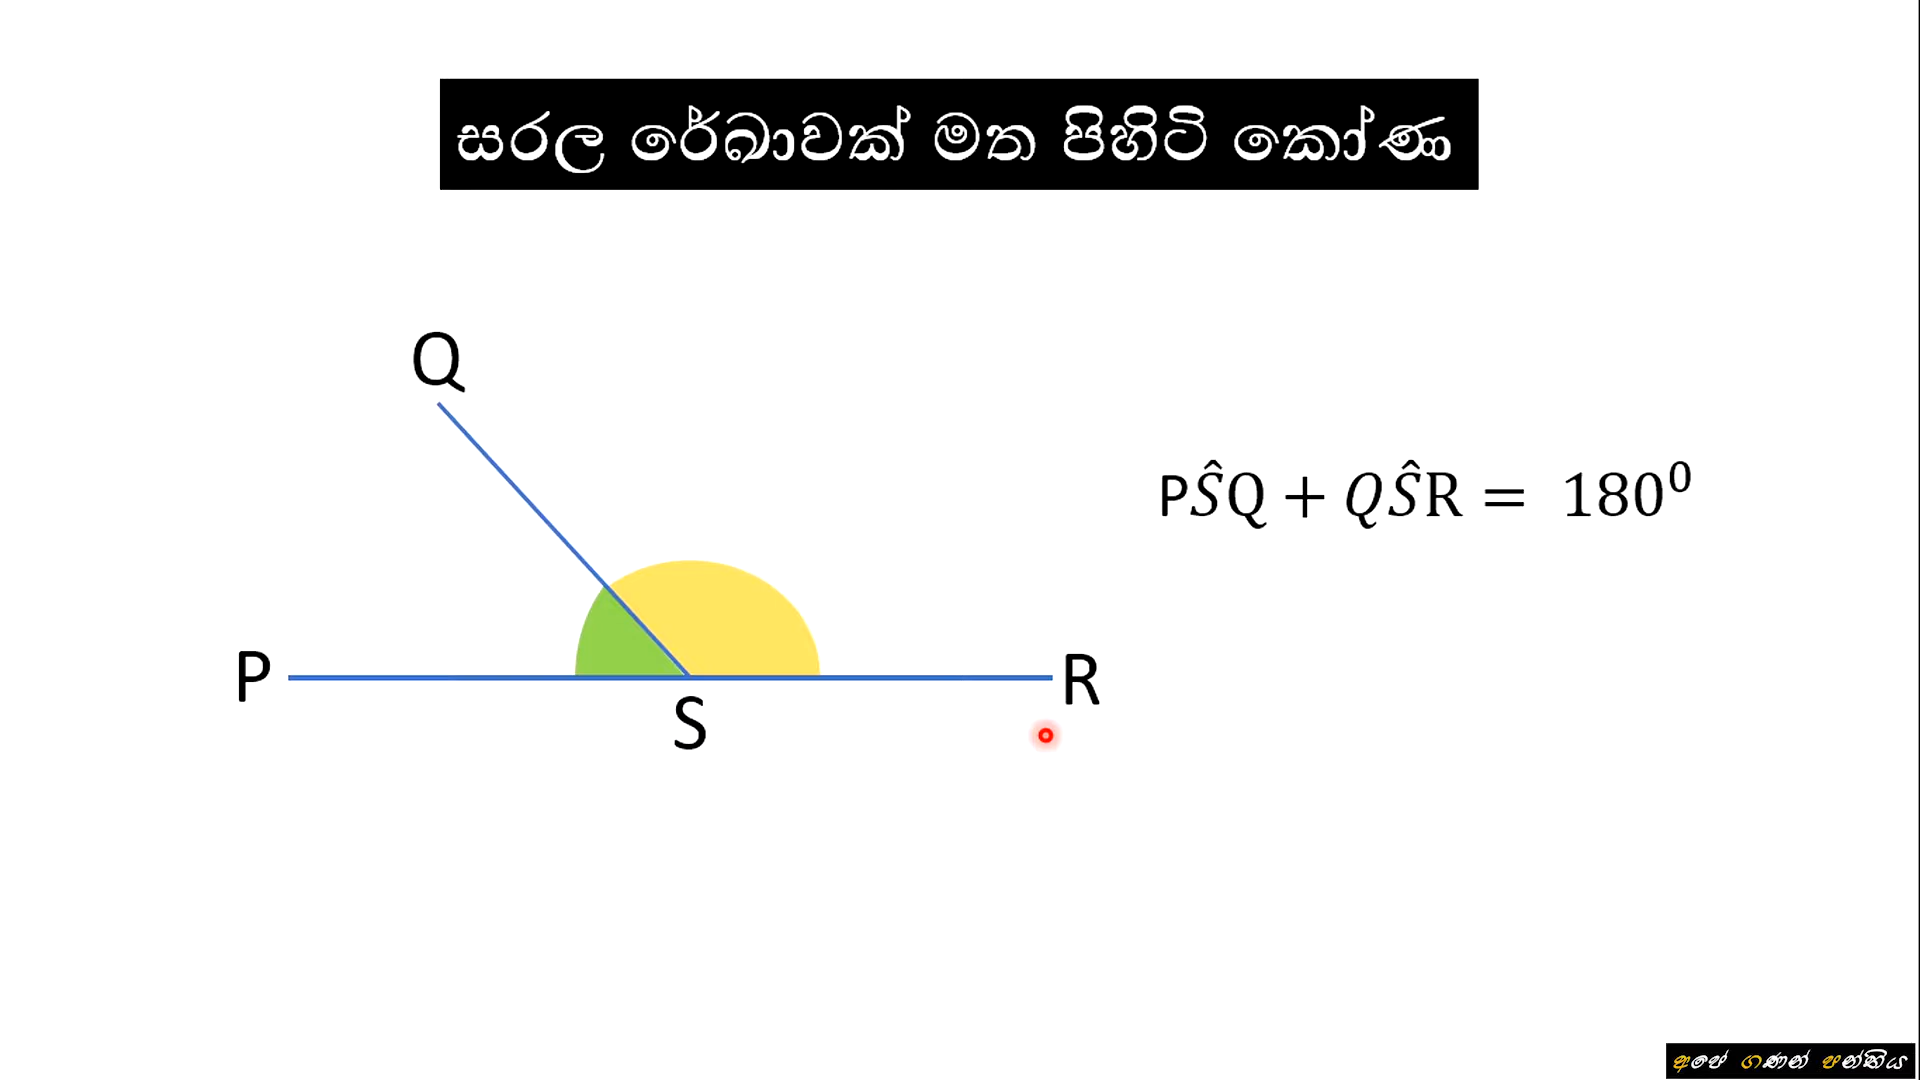 සරල රේඛාවක් මත පිහිටි කෝණ
Q
PŜQ + QŜR = 180⁰
P
R
S
අපේ ගණන් පන්තිය